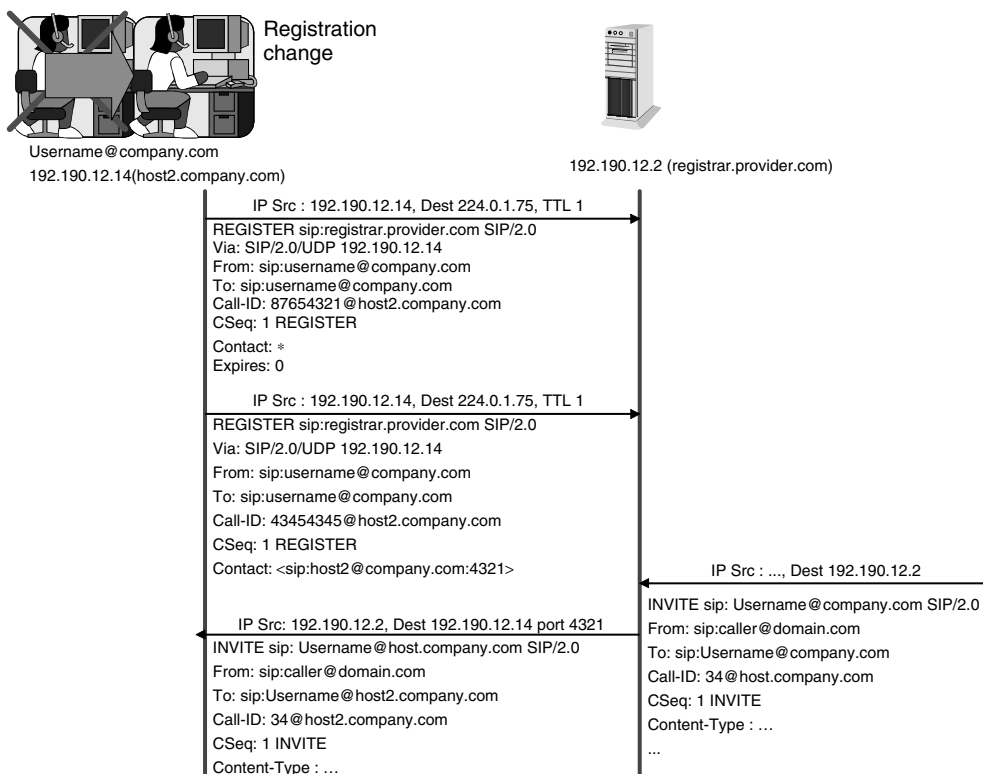 Registration
change
Username@company.com
192.190.12.14(host2.company.com)
192.190.12.2 (registrar.provider.com)
IP Src : 192.190.12.14, Dest 224.0.1.75, TTL 1
REGISTER sip:registrar.provider.com SIP/2.0
Via: SIP/2.0/UDP 192.190.12.14
From: sip:username@company.com
To: sip:username@company.com
Call-ID: 87654321@host2.company.com
CSeq: 1 REGISTER
Contact: *
Expires: 0
IP Src : 192.190.12.14, Dest 224.0.1.75, TTL 1
REGISTER sip:registrar.provider.com SIP/2.0
Via: SIP/2.0/UDP 192.190.12.14
From: sip:username@company.com
To: sip:username@company.com
Call-ID: 43454345@host2.company.com
CSeq: 1 REGISTER
Contact: <sip:host2@company.com:4321>
IP Src : ..., Dest 192.190.12.2
INVITE sip: Username@company.com SIP/2.0
From: sip:caller@domain.com
To: sip:Username@company.com
Call-ID: 34@host.company.com
CSeq: 1 INVITE
Content-Type : …
...
IP Src: 192.190.12.2, Dest 192.190.12.14 port 4321
INVITE sip: Username@host.company.com SIP/2.0
From: sip:caller@domain.com
To: sip:Username@host2.company.com
Call-ID: 34@host2.company.com
CSeq: 1 INVITE
Content-Type : …